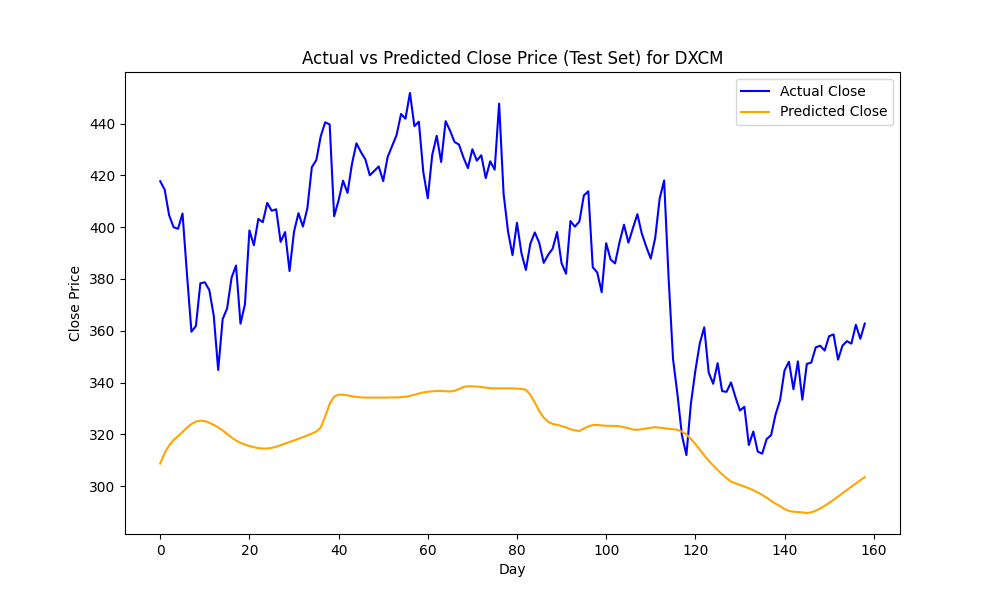 Actual vs Predicted Close Price (Test Set) for DXCM
Actual Close
Predicted Close
Close Price
440
420
400
380
360
340
320
300
0 20 40 60 80 100 120 140 160
Day